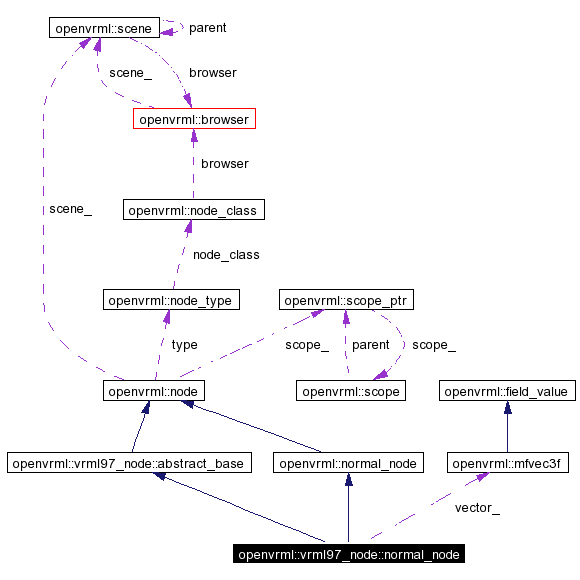 openvrml::scene
parent
scene_
browser
openvrml::browser
browser
openvrml::node_class
scene_
node_class
openvrml::node_type
openvrml::scope_ptr
type
scope_
parent
scope_
openvrml::node
openvrml::scope
openvrml::field_value
openvrml::vrml97_node::abstract_base
openvrml::normal_node
openvrml::mfvec3f
vector_
openvrml::vrml97_node::normal_node